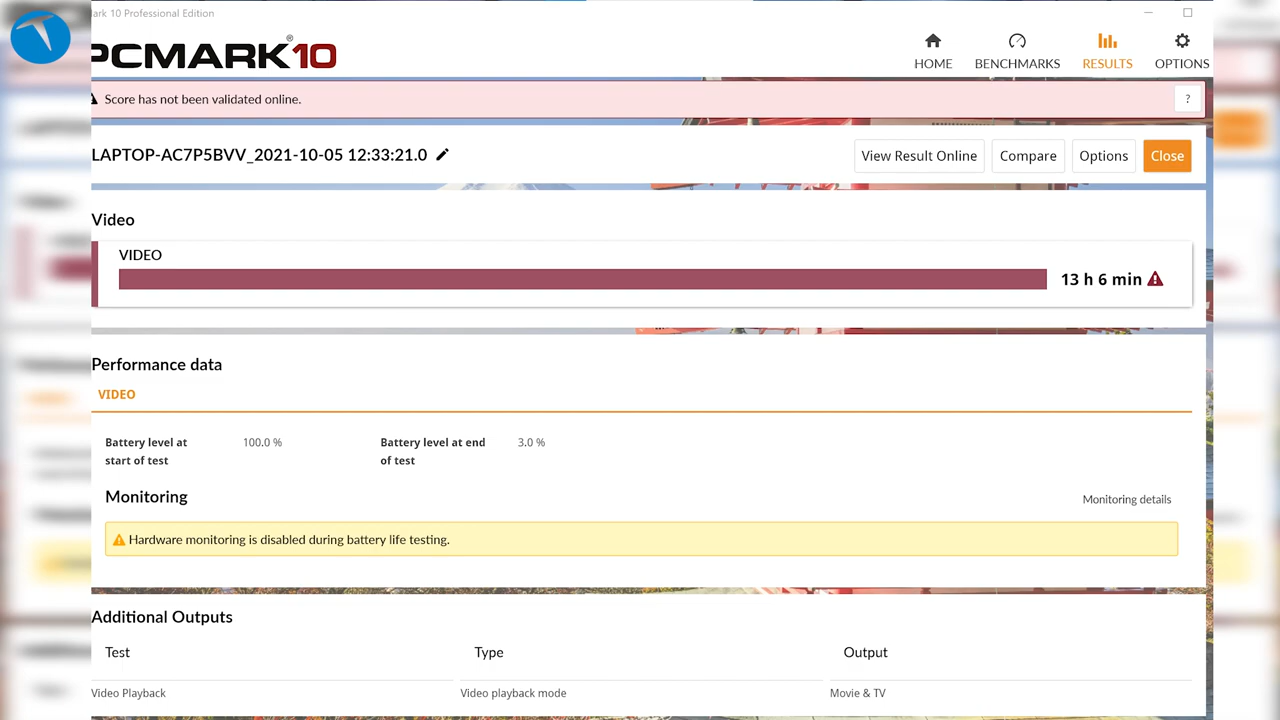 ark 10 Professional Edition
PCMARK®10
HOME
BENCHMARKS
RESULTS
OPTIONS
Score has not been validated online.
?
LAPTOP-AC7P5BVV_2021-10-05 12:33:21.0
View Result Online
Compare
Options
Close
Video
VIDEO
13 h 6 min
Performance data
VIDEO
Battery level at
start of test
100.0 %
Battery level at end
of test
3.0 %
Monitoring
Monitoring details
Hardware monitoring is disabled during battery life testing.
Additional Outputs
Test
Type
Output
Video Playback
Video playback mode
Movie & TV